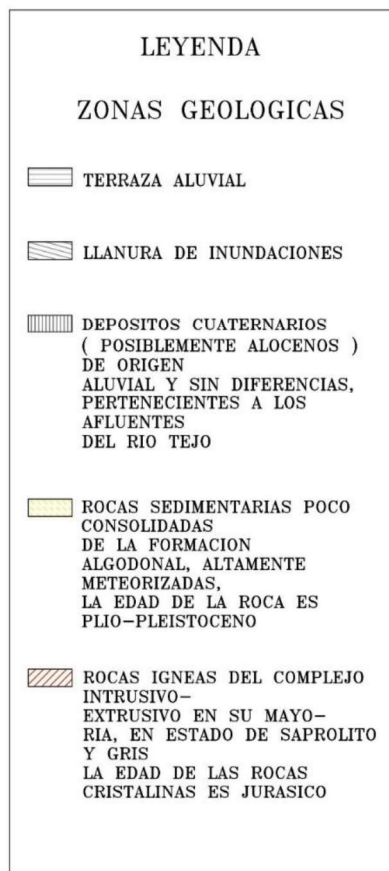 LEYENDA
ZONAS GEOLOGICAS
TERRAZA ALUVIAL
LLANURA DE INUNDACIONES
DEPOSITOS CUATERNARIOS
( POSIBLEMENTE ALOCENOS )
DE ORIGEN
ALUVIAL Y SIN DIFERENCIAS,
PERTENECIENTES A LOS
AFLUENTES
DEL RIO TEJO
ROCAS SEDIMENTARIAS POCO
CONSOLIDADAS
DE LA FORMACION
ALGODONAL, ALTAMENTE
METEORIZADAS,
LA EDAD DE LA ROCA ES
PLIO-PLEISTOCENO
ROCAS IGNEAS DEL COMPLEJO
INTRUSIVO-
EXTRUSIVO EN SU MAYO-
RIA, EN ESTADO DE SAPROLITO
Y GRIS
LA EDAD DE LAS ROCAS
CRISTALINAS ES JURASICO